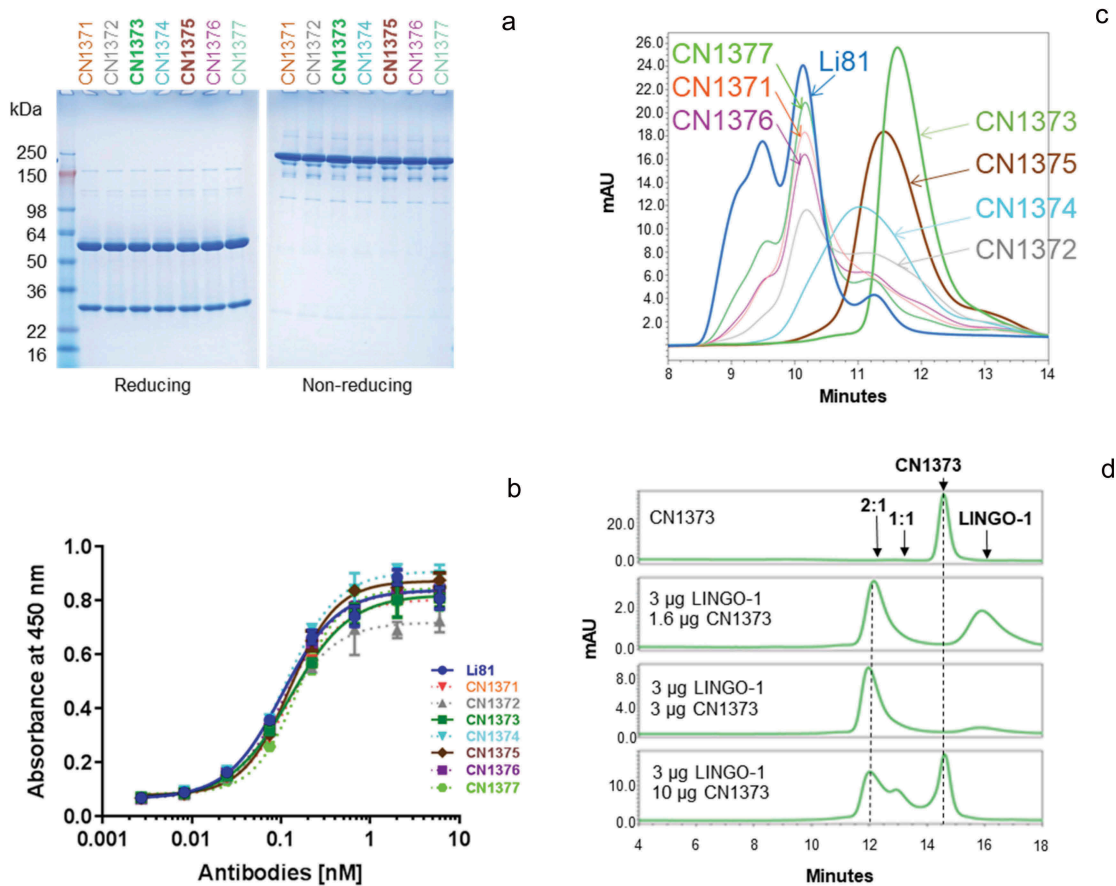 a
CN1371
CN1372
CN1373
CN1374
CN1375
CN1376
CN1377
CN1371
CN1372
CN1373
CN1374
CN1375
CN1376
CN1377
kDa
250
150
98
64
50
36
22
16
Reducing
Non-reducing
c
26.0
24.0
22.0
20.0
18.0
16.0
14.0
12.0
10.0
8.0
6.0
4.0
2.0
mAU
CN1377
CN1371
CN1376
Li81
CN1373
CN1375
CN1374
CN1372
8
9
10
11
12
13
14
Minutes
b
1.0
0.8
0.6
0.4
0.2
0.0
Absorbance at 450 nm
Li81
CN1371
CN1372
CN1373
CN1374
CN1375
CN1376
CN1377
0.001
0.01
0.1
1
10
Antibodies [nM]
d
CN1373
2:1
1:1
LINGO-1
CN1373
20.0
0.0
3 µg LINGO-1
1.6 µg CN1373
2.0
0.0
3 µg LINGO-1
3 µg CN1373
8.0
4.0
0.0
3 µg LINGO-1
10 µg CN1373
10.0
0.0
mAU
4
6
8
10
12
14
16
18
Minutes